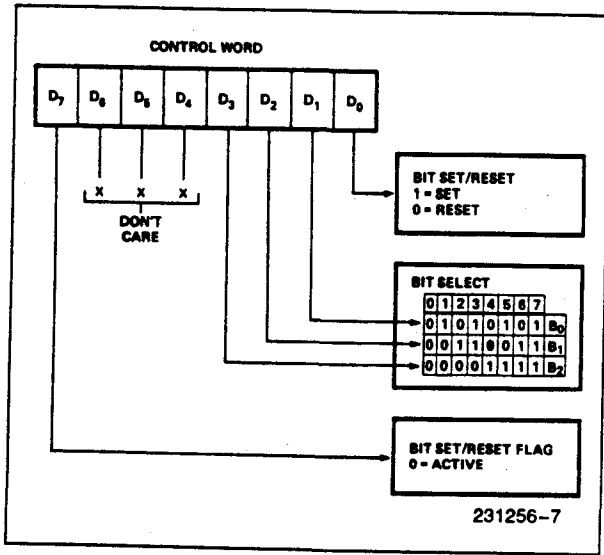 CONTROL WORD
D7 D6 D5 D4 D3 D2 D1 D0
X X X
DON'T
CARE
BIT SET/RESET
1 = SET
0 = RESET
BIT SELECT
0 1 2 3 4 5 6 7
0 1 0 1 0 1 0 1 B0
0 0 1 1 0 0 1 1 B1
0 0 0 0 1 1 1 1 B2
BIT SET/RESET FLAG
0 = ACTIVE
231256-7